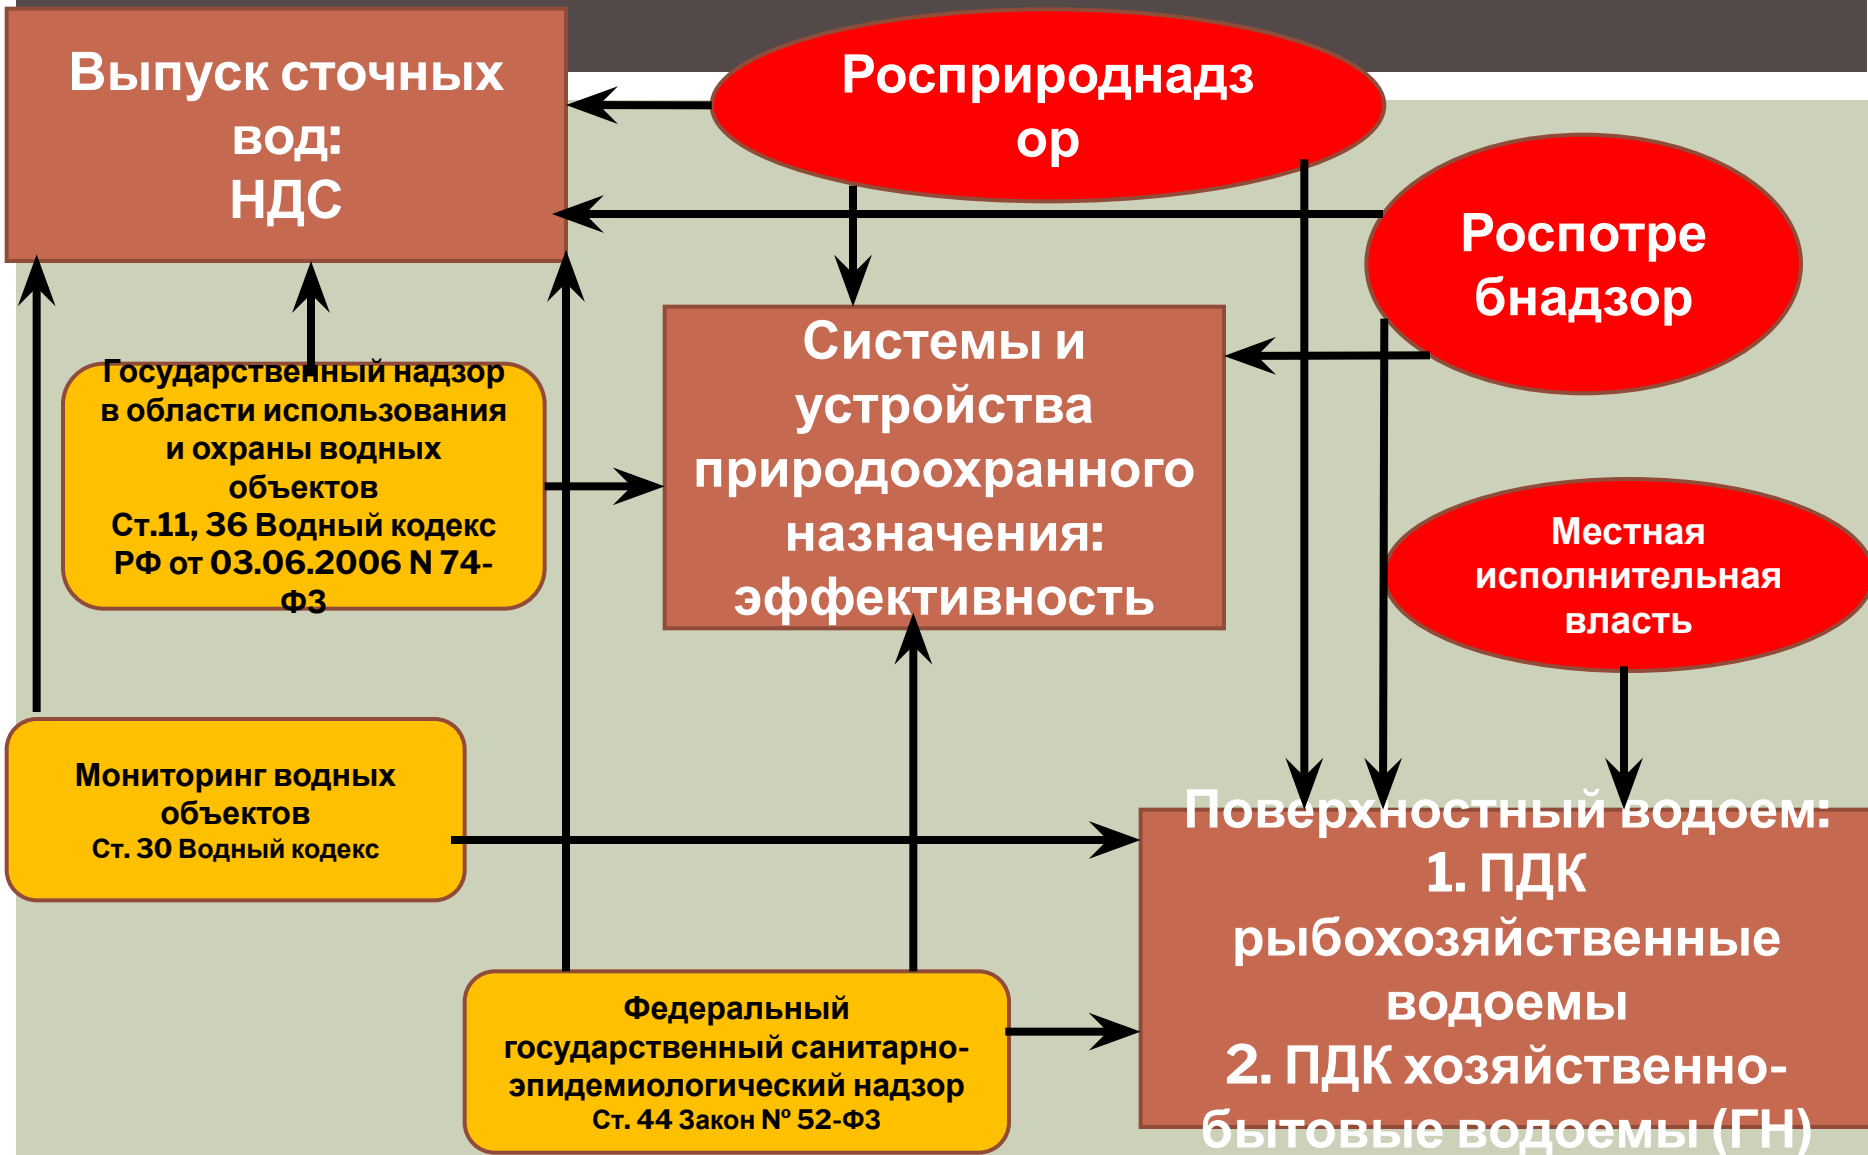 Выпуск сточных
вод:
НДС
Росприроднадз
ор
Роспотре
бнадзор
Государственный надзор
в области использования
и охраны водных
объектов
Ст.11, 36 Водный кодекс
РФ от 03.06.2006 N 74-
ФЗ
Системы и
устройства
природоохранного
назначения:
эффективность
Местная
исполнительная
власть
Мониторинг водных
объектов
Ст. 30 Водный кодекс
Поверхностный водоем:
1. ПДК
рыбохозяйственные
водоемы
2. ПДК хозяйственно-
бытовые водоемы (ГН)
Федеральный
государственный санитарно-
эпидемиологический надзор
Ст. 44 Закон № 52-ФЗ